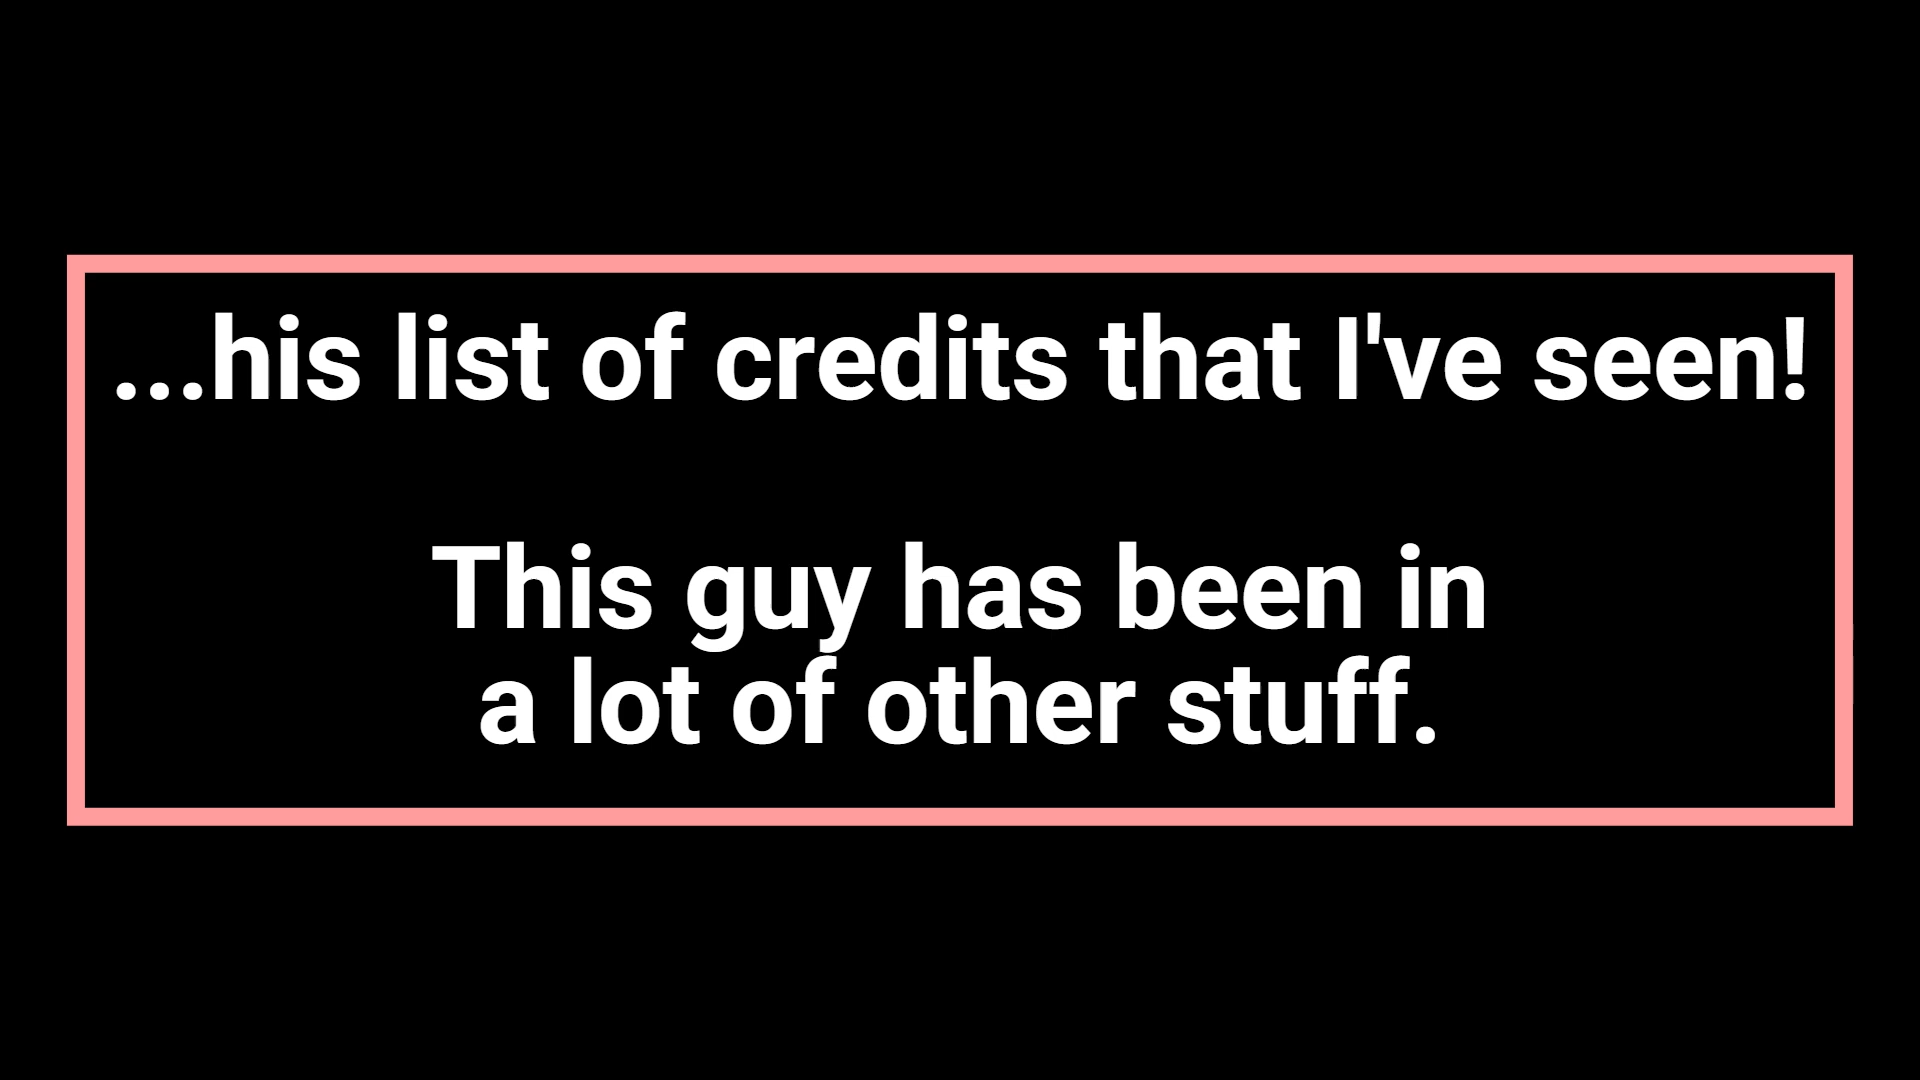 ...his list of credits that I've seen!
This guy has been in
a lot of other stuff.